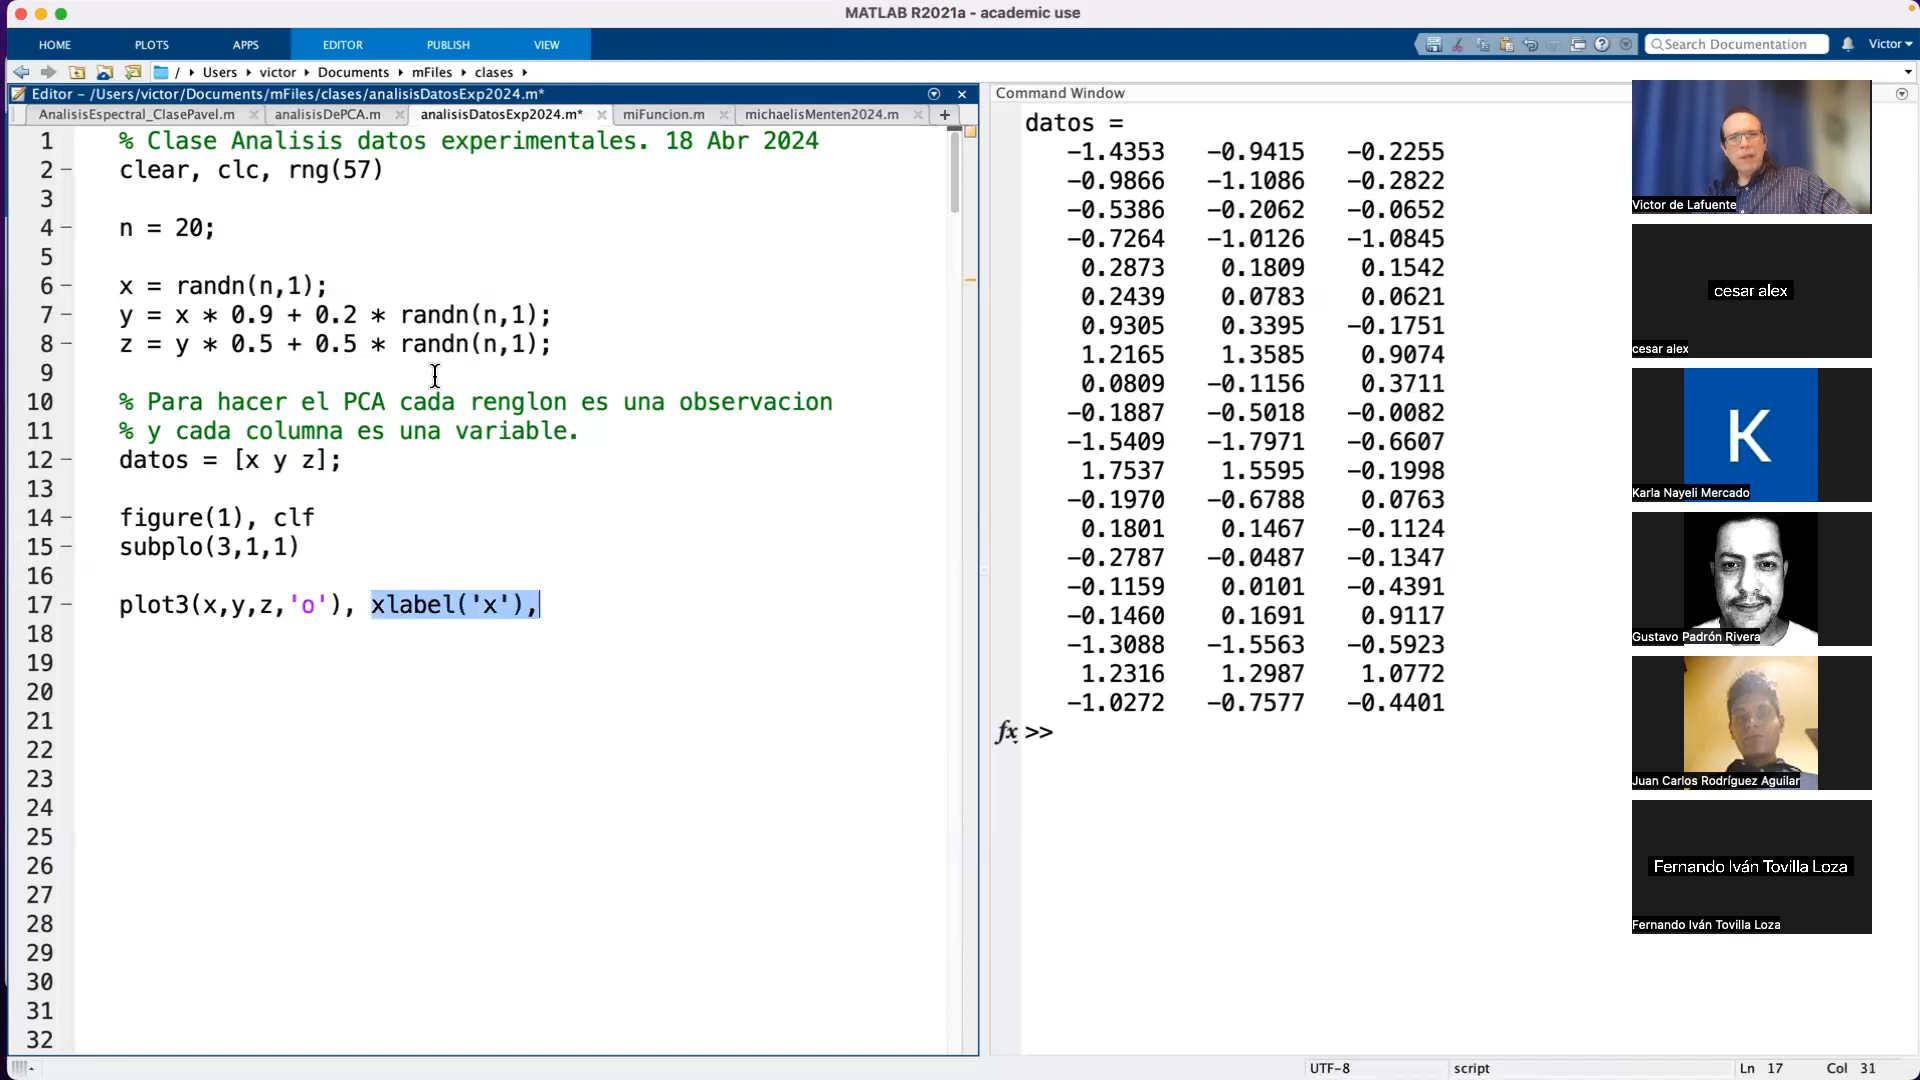 MATLAB R2021a - academic use
HOME PLOTS APPS EDITOR PUBLISH VIEW Search Documentation Victor
/ Users victor Documents mFiles clases
Editor - /Users/victor/Documents/mFiles/clases/analisisDatosExp2024.m*
AnalisisEspectral_ClasePavel.m analisisDePCA.m analisisDatosExp2024.m* miFuncion.m michaelisMenten2024.m +
1 % Clase Analisis datos experimentales. 18 Abr 2024
2 clear, clc, rng(57)
3
4 n = 20;
5
6 x = randn(n,1);
7 y = x * 0.9 + 0.2 * randn(n,1);
8 z = y * 0.5 + 0.5 * randn(n,1);
9
10 % Para hacer el PCA cada renglon es una observacion
11 % y cada columna es una variable.
12 datos = [x y z];
13
14 figure(1), clf
15 subplo(3,1,1)
16
17 plot3(x,y,z,'o'), xlabel('x'),
18
19
20
21
22
23
24
25
26
27
28
29
30
31
32
Command Window
datos =
-1.4353 -0.9415 -0.2255
-0.9866 -1.1086 -0.2822
-0.5386 -0.2062 -0.0652
-0.7264 -1.0126 -1.0845
0.2873 0.1809 0.1542
0.2439 0.0783 0.0621
0.9305 0.3395 -0.1751
1.2165 1.3585 0.9074
0.0809 -0.1156 0.3711
-0.1887 -0.5018 -0.0082
-1.5409 -1.7971 -0.6607
1.7537 1.5595 -0.1998
-0.1970 -0.6788 0.0763
0.1801 0.1467 -0.1124
-0.2787 -0.0487 -0.1347
-0.1159 0.0101 -0.4391
-0.1460 0.1691 0.9117
-1.3088 -1.5563 -0.5923
1.2316 1.2987 1.0772
-1.0272 -0.7577 -0.4401
fx >>
Victor de Lafuente
cesar alex
cesar alex
K
Karla Nayeli Mercado
Gustavo Padrón Rivera
Juan Carlos Rodríguez Aguilar
Fernando Iván Tovilla Loza
Fernando Iván Tovilla Loza
UTF-8 script Ln 17 Col 31